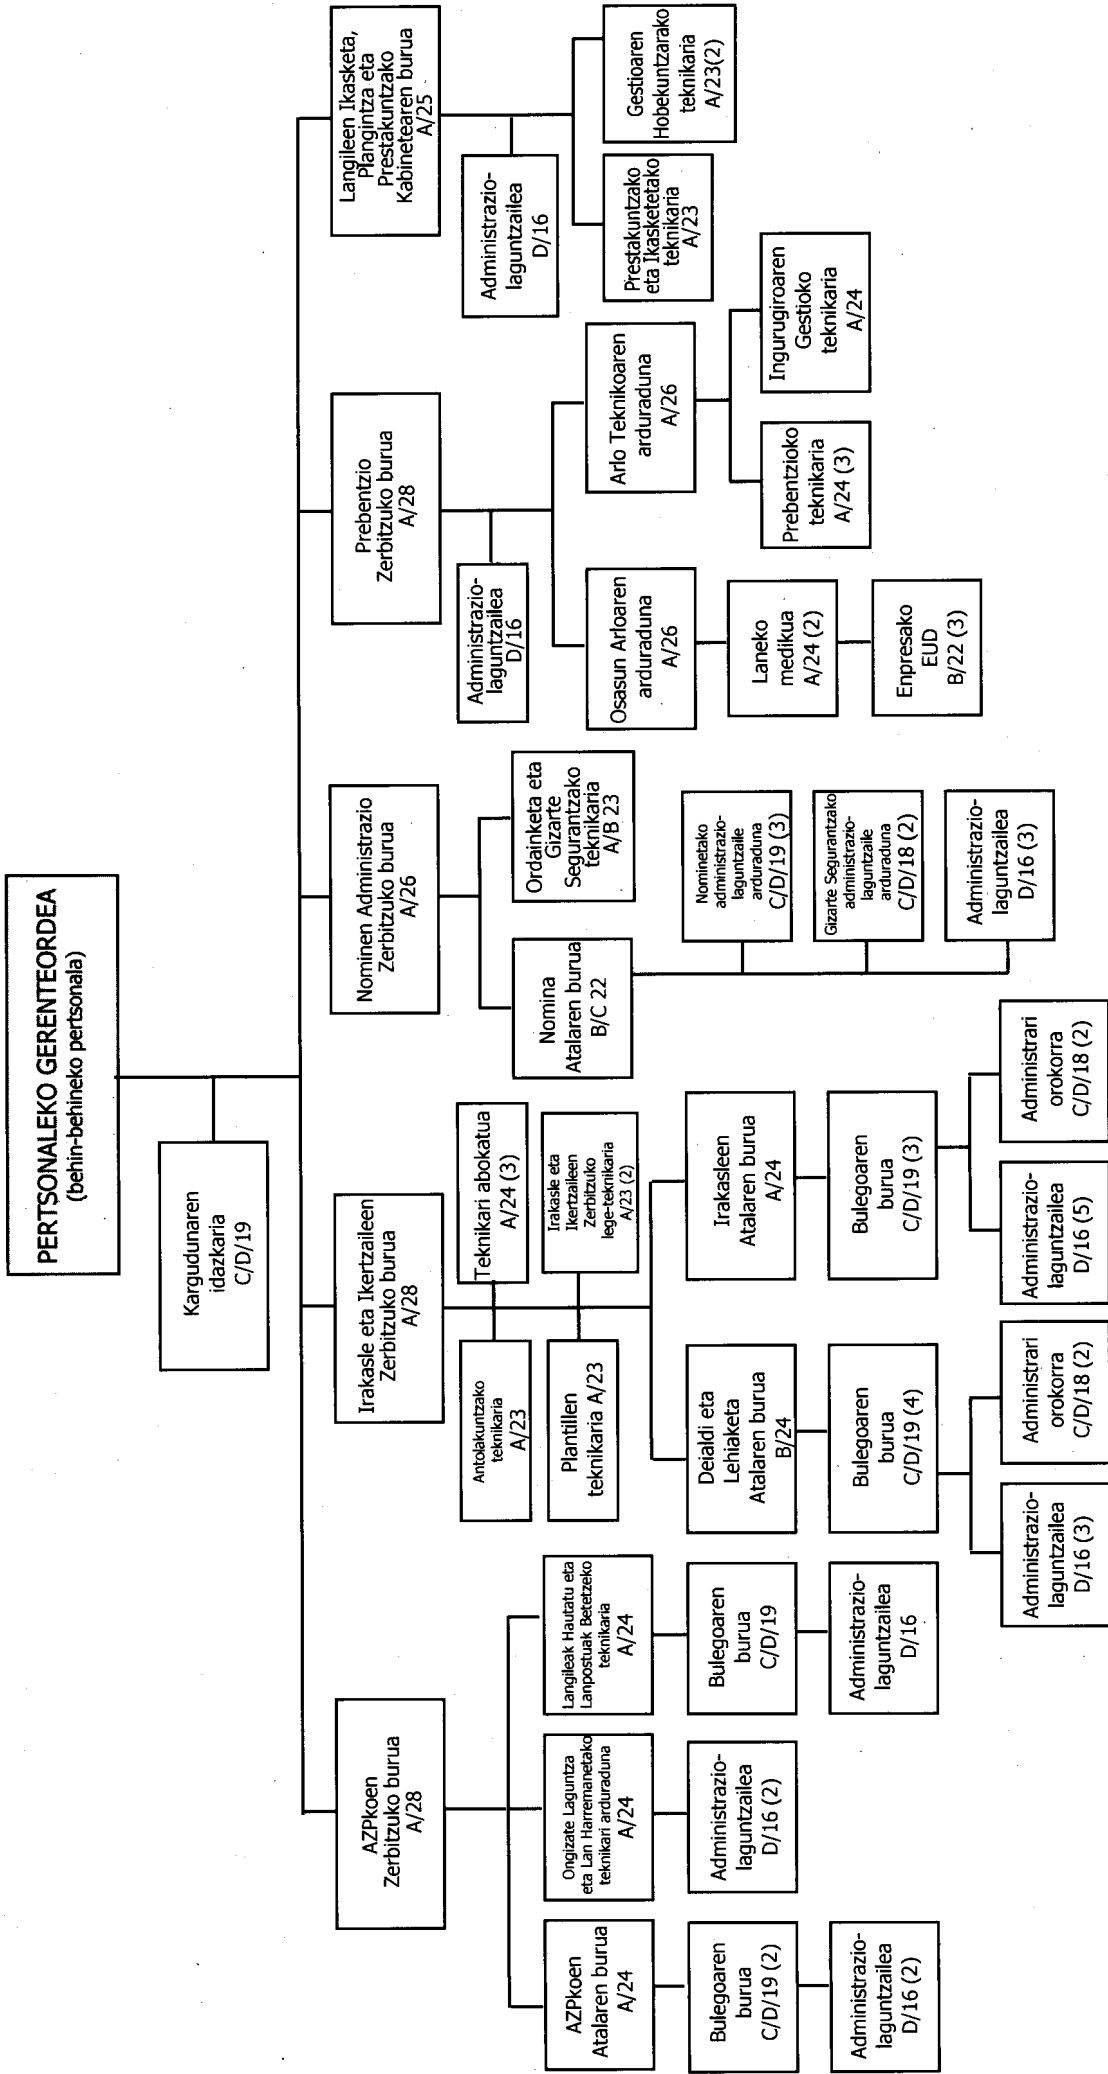 PERTSONALEKO GERENTEORDEA
(behin-behineko pertsonala)
Kargudunaren
idazkaria
C/D/19
AZPkoen
Zerbitzuko burua
A/28
AZPkoen
Atalaren burua
A/24
Bulegoaren
burua
C/D/19 (2)
Administrazio-
laguntzailea
D/16 (2)
Ongizate Laguntza
eta Lan Harremanetako
teknikari arduraduna
A/24
Administrazio-
laguntzailea
D/16 (2)
Langileak Hautatu eta
Lanpostuak Betetzeko
teknikaria
A/24
Bulegoaren
burua
C/D/19
Administrazio-
laguntzailea
D/16
Irakasle eta Ikertzaileen
Zerbitzuko burua
A/28
Antolakuntzako
teknikaria
A/23
Teknikari abokatua
A/24 (3)
Plantillen
teknikaria A/23
Irakasle eta
Ikertzaileen
Zerbitzuko
lege-teknikaria
A/23 (2)
Deialdi eta
Lehiaketa
Atalaren burua
B/24
Bulegoaren
burua
C/D/19 (4)
Administrazio-
laguntzailea
D/16 (3)
Administrari
orokorra
C/D/18 (2)
Irakasleen
Atalaren burua
A/24
Bulegoaren
burua
C/D/19 (3)
Administrazio-
laguntzailea
D/16 (5)
Administrari
orokorra
C/D/18 (2)
Nominen Administrazio
Zerbitzuko burua
A/26
Nomina
Atalaren burua
B/C 22
Ordainketa eta
Gizarte
Segurantzako
teknikaria
A/B 23
Nominetako
administrazio-
laguntzaile
arduraduna
C/D/19 (3)
Gizarte Segurantzako
administrazio-
laguntzaile
arduraduna
C/D/18 (2)
Administrazio-
laguntzailea
D/16 (3)
Prebentzio
Zerbitzuko burua
A/28
Administrazio-
laguntzailea
D/16
Osasun Arloaren
arduraduna
A/26
Laneko
medikua
A/24 (2)
Enpresako
EUD
B/22 (3)
Arlo Teknikoaren
arduraduna
A/26
Prebentzioko
teknikaria
A/24 (3)
Ingurugiroaren
Gestioko
teknikaria
A/24
Langileen Ikasketa,
Plangintza eta
Prestakuntzako
Kabinetearen burua
A/25
Administrazio-
laguntzailea
D/16
Prestakuntzako
eta Ikasketetako
teknikaria
A/23
Gestioaren
Hobekuntzarako
teknikaria
A/23(2)